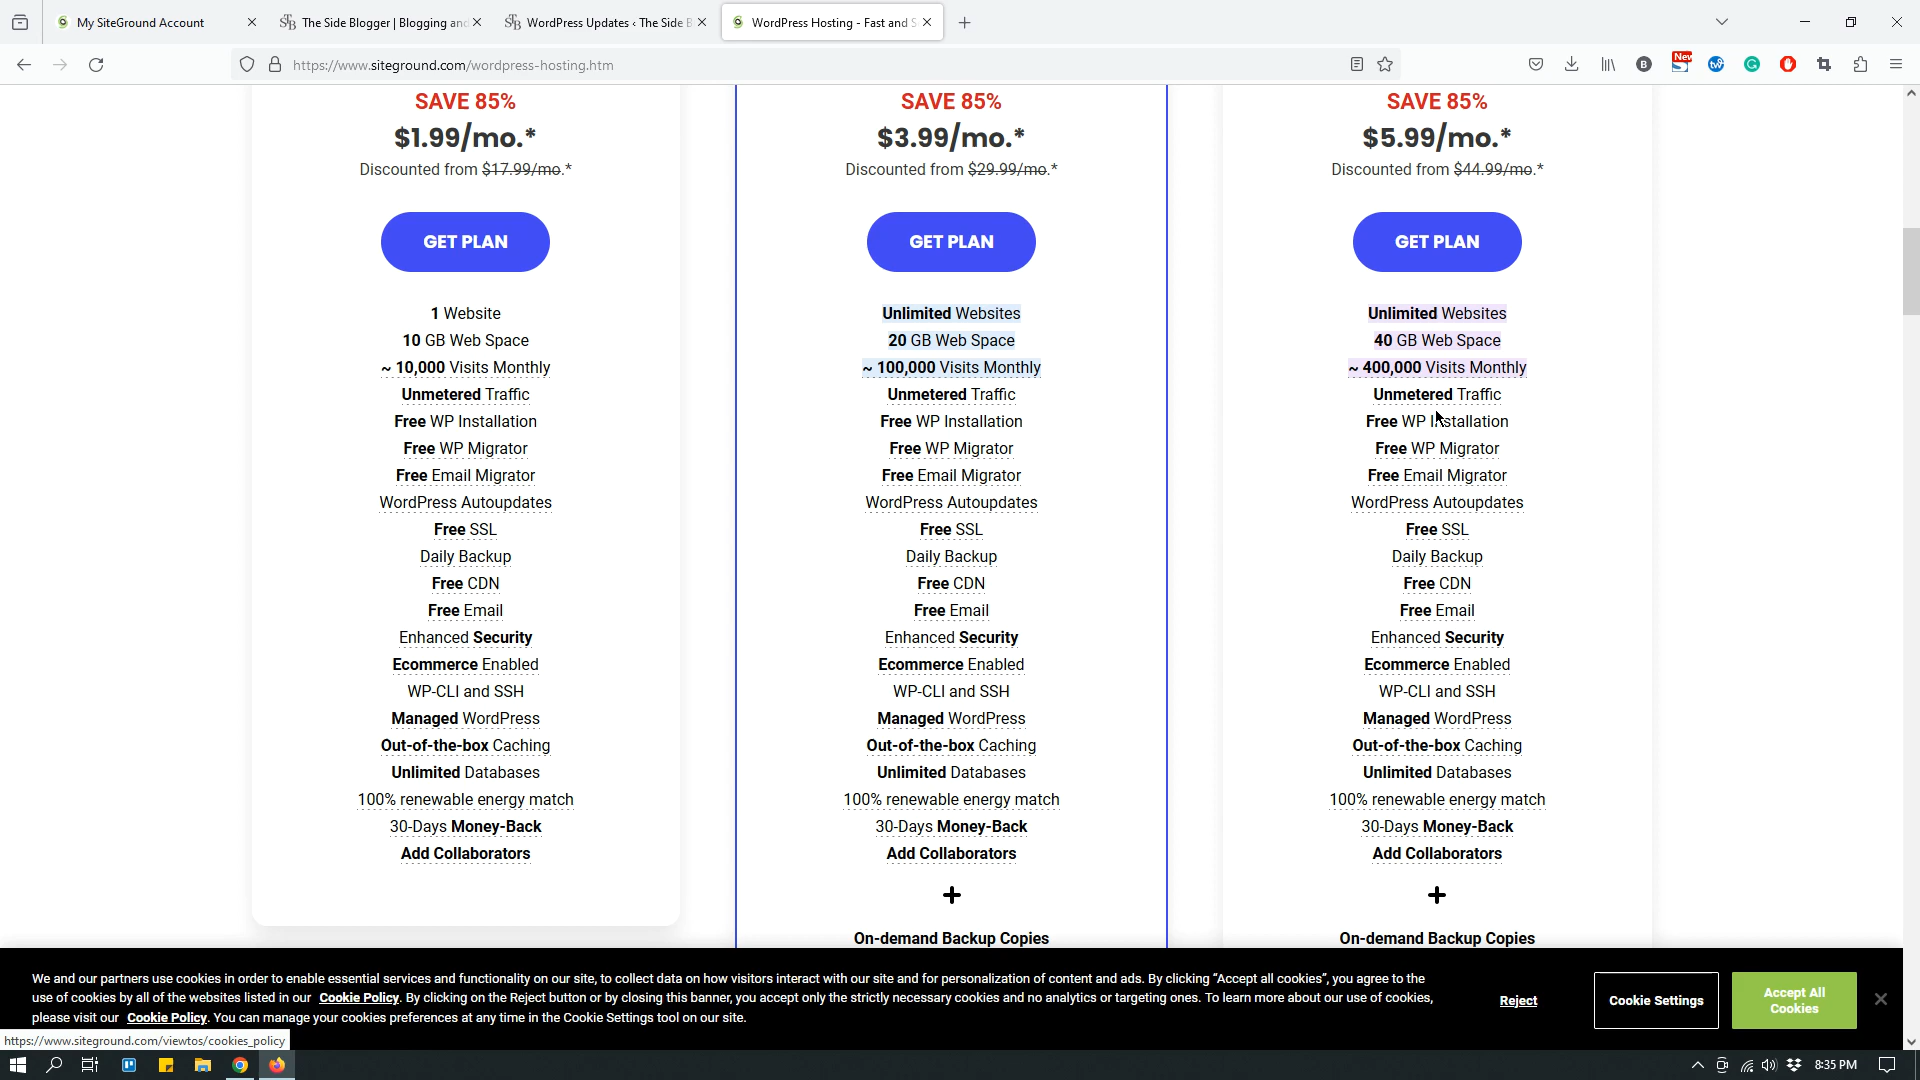 My SiteGround Account
The Side Blogger | Blogging and
WordPress Updates ‹ The Side B
WordPress Hosting - Fast and S
https://www.siteground.com/wordpress-hosting.htm
New
SAVE 85%
$1.99/mo.*
Discounted from $17.99/mo.*
GET PLAN
1 Website
10 GB Web Space
~ 10,000 Visits Monthly
Unmetered Traffic
Free WP Installation
Free WP Migrator
Free Email Migrator
WordPress Autoupdates
Free SSL
Daily Backup
Free CDN
Free Email
Enhanced Security
Ecommerce Enabled
WP-CLI and SSH
Managed WordPress
Out-of-the-box Caching
Unlimited Databases
100% renewable energy match
30-Days Money-Back
Add Collaborators
SAVE 85%
$3.99/mo.*
Discounted from $29.99/mo.*
GET PLAN
Unlimited Websites
20 GB Web Space
~ 100,000 Visits Monthly
Unmetered Traffic
Free WP Installation
Free WP Migrator
Free Email Migrator
WordPress Autoupdates
Free SSL
Daily Backup
Free CDN
Free Email
Enhanced Security
Ecommerce Enabled
WP-CLI and SSH
Managed WordPress
Out-of-the-box Caching
Unlimited Databases
100% renewable energy match
30-Days Money-Back
Add Collaborators
+
On-demand Backup Copies
SAVE 85%
$5.99/mo.*
Discounted from $44.99/mo.*
GET PLAN
Unlimited Websites
40 GB Web Space
~ 400,000 Visits Monthly
Unmetered Traffic
Free WP Installation
Free WP Migrator
Free Email Migrator
WordPress Autoupdates
Free SSL
Daily Backup
Free CDN
Free Email
Enhanced Security
Ecommerce Enabled
WP-CLI and SSH
Managed WordPress
Out-of-the-box Caching
Unlimited Databases
100% renewable energy match
30-Days Money-Back
Add Collaborators
+
On-demand Backup Copies
We and our partners use cookies in order to enable essential services and functionality on our site, to collect data on how visitors interact with our site and for personalization of content and ads. By clicking “Accept all cookies”, you agree to the
use of cookies by all of the websites listed in our Cookie Policy. By clicking on the Reject button or by closing this banner, you accept only the strictly necessary cookies and no analytics or targeting ones. To learn more about our use of cookies,
please visit our Cookie Policy. You can manage your cookies preferences at any time in the Cookie Settings tool on our site.
Reject
Cookie Settings
Accept All
Cookies
https://www.siteground.com/viewtos/cookies_policy
8:35 PM